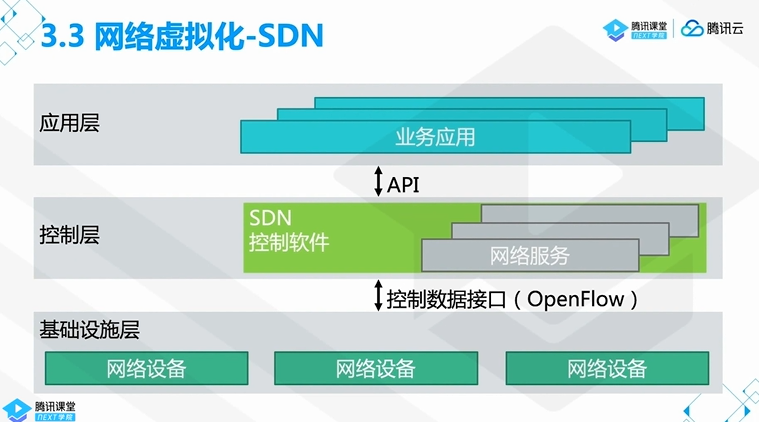 3.3 网络虚拟化-SDN
腾讯课堂
NEXT学院
腾讯云
应用层
业务应用
API
控制层
SDN
控制软件
网络服务
控制数据接口（OpenFlow）
基础设施层
网络设备
网络设备
网络设备
腾讯课堂
NEXT学院